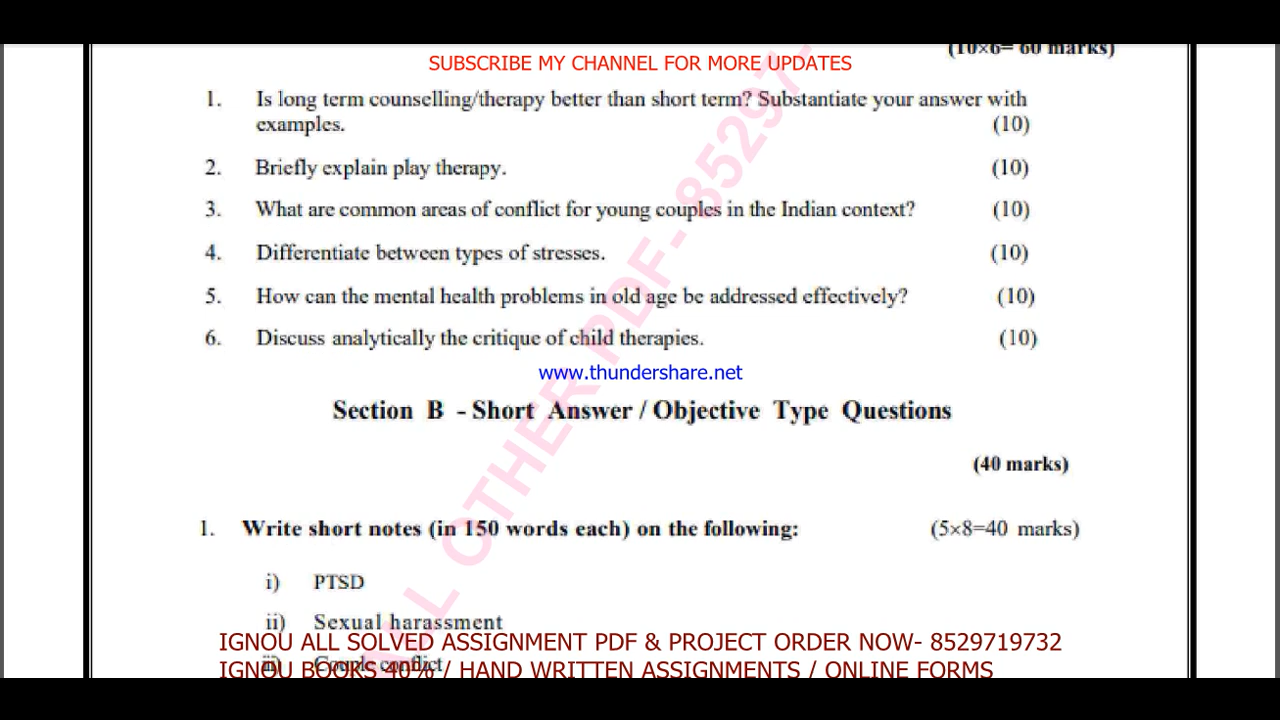 (10×6= 60 marks)
SUBSCRIBE MY CHANNEL FOR MORE UPDATES
1. Is long term counselling/therapy better than short term? Substantiate your answer with
examples. (10)
2. Briefly explain play therapy. (10)
3. What are common areas of conflict for young couples in the Indian context? (10)
4. Differentiate between types of stresses. (10)
5. How can the mental health problems in old age be addressed effectively? (10)
6. Discuss analytically the critique of child therapies. (10)
www.thundershare.net
Section B - Short Answer / Objective Type Questions
(40 marks)
1. Write short notes (in 150 words each) on the following: (5×8=40 marks)
i) PTSD
ii) Sexual harassment
IGNOU ALL SOLVED ASSIGNMENT PDF & PROJECT ORDER NOW- 8529719732
Couple conflict
IGNOU BOOKS 40% / HAND WRITTEN ASSIGNMENTS / ONLINE FORMS
OTHER PDF- 85297